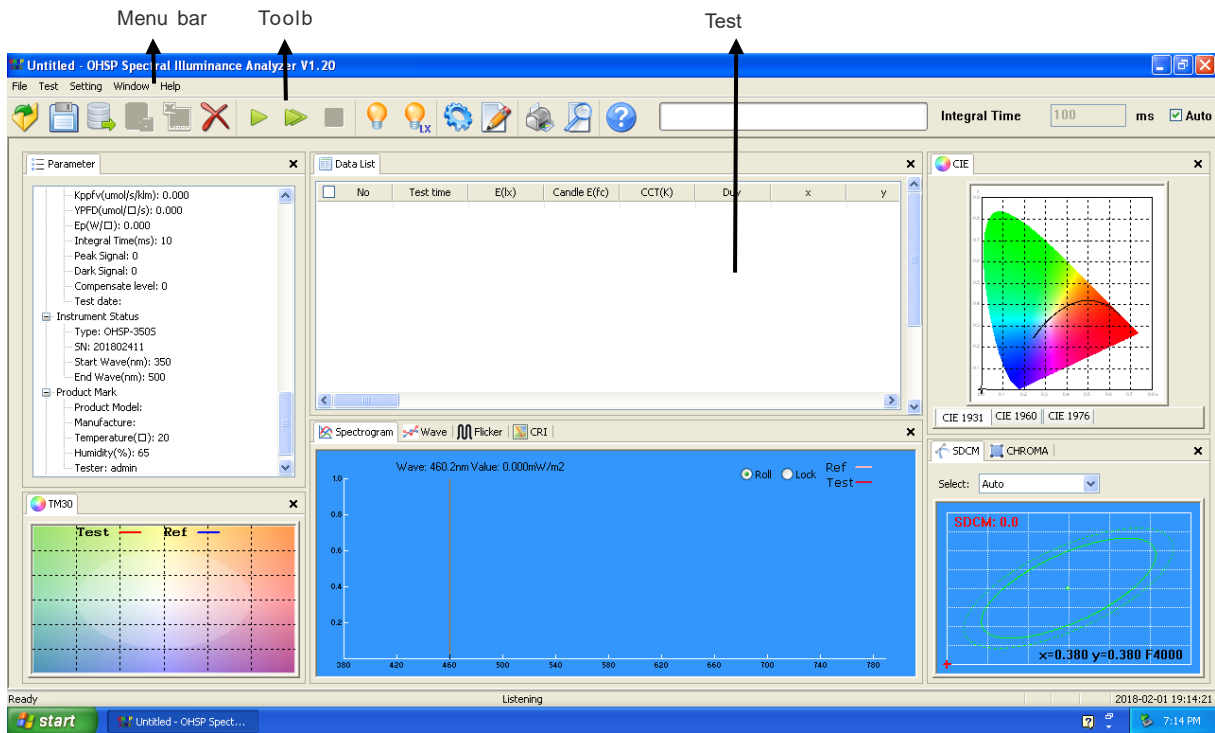 Menu bar Toolb Test
Untitled - OHSP Spectral Illuminance Analyzer V1.20
File Test Setting Window Help
LX
Integral Time 100 ms Auto
Parameter
Kppfv(umol/s/klm): 0.000
YPFD(umol/□/s): 0.000
Ep(W/□): 0.000
Integral Time(ms): 10
Peak Signal: 0
Dark Signal: 0
Compensate level: 0
Test date:
Instrument Status
Type: OHSP-350S
SN: 201802411
Start Wave(nm): 350
End Wave(nm): 500
Product Mark
Product Model:
Manufacture:
Temperature(□): 20
Humidity(%): 65
Tester: admin
TM30
Test Ref
Data List
No Test time E(lx) Candle E(fc) CCT(K) Duv x y
Spectrogram Wave Flicker CRI
Wave: 460.2nm Value: 0.000mW/m2
Roll Lock Ref
Test
1.0
0.8
0.6
0.4
0.2
380 420 460 500 540 580 620 660 700 740 780
CIE
CIE 1931 CIE 1960 CIE 1976
SDCM CHROMA
Select: Auto
SDCM: 0.0
x=0.380 y=0.380 F4000
Ready Listening 2018-02-01 19:14:21
start Untitled - OHSP Spect... 7:14 PM